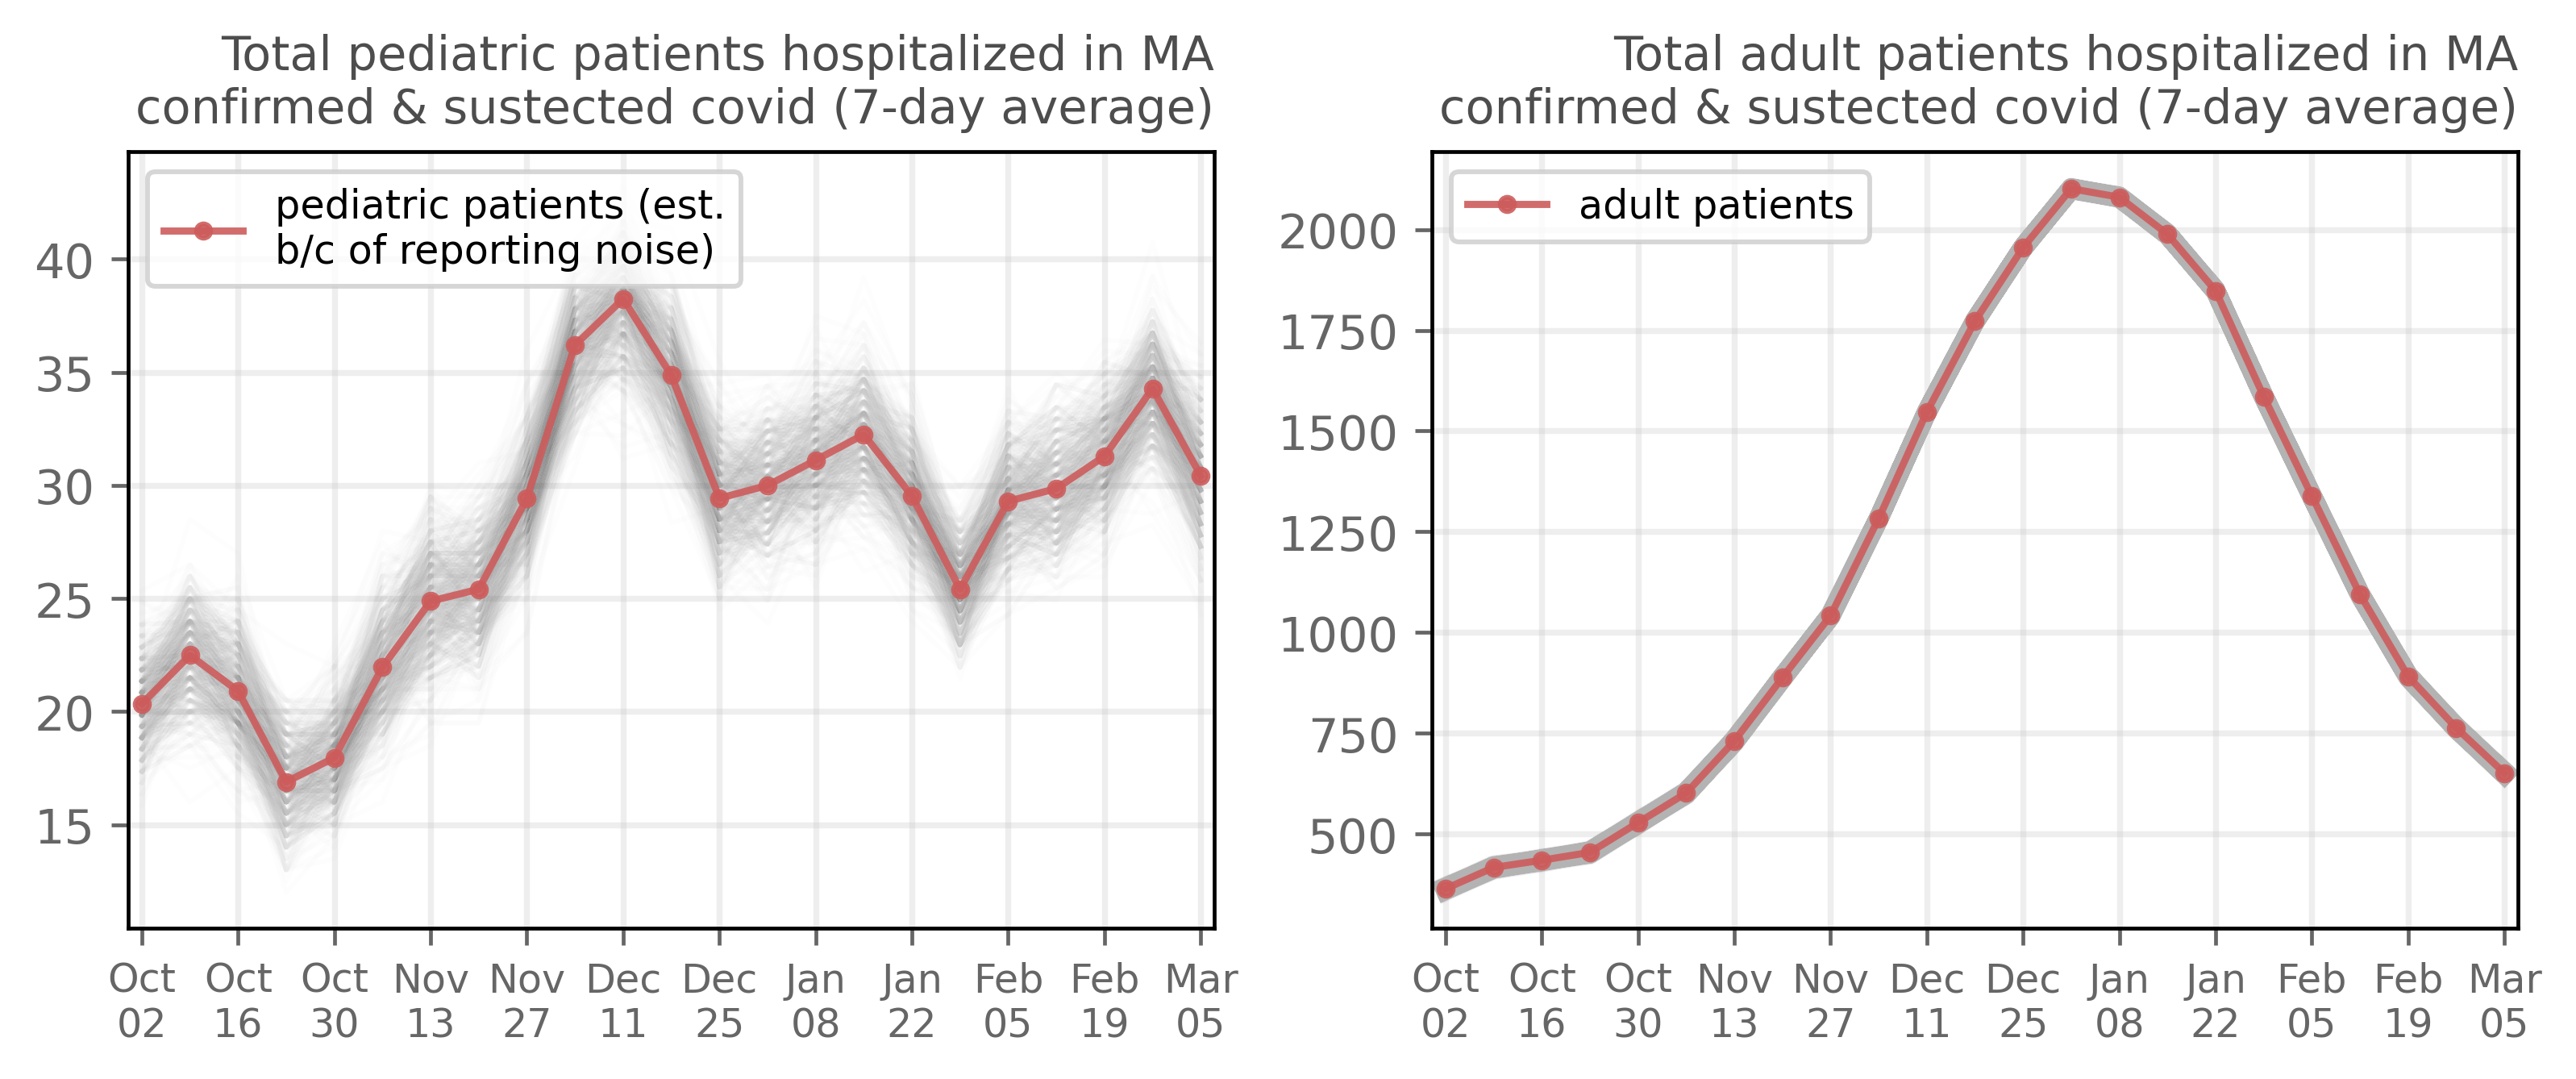 Total pediatric patients hospitalized in MA
confirmed & sustected covid (7-day average)
pediatric patients (est.
b/c of reporting noise)
40
35
30
25
20
15
Oct Oct Oct Nov Nov Dec Dec Jan Jan Feb Feb Mar
02 16 30 13 27 11 25 08 22 05 19 05
Total adult patients hospitalized in MA
confirmed & sustected covid (7-day average)
adult patients
2000
1750
1500
1250
1000
750
500
Oct Oct Oct Nov Nov Dec Dec Jan Jan Feb Feb Mar
02 16 30 13 27 11 25 08 22 05 19 05